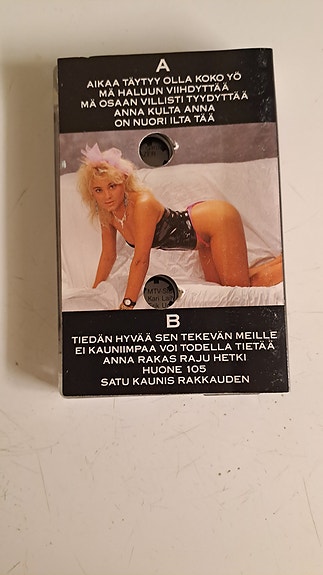 A
AIKAA TÄYTYY OLLA KOKO YÖ
MÄ HALUUN VIIHDYTTÄÄ
MÄ OSAAN VILLISTI TYYDYTTÄÄ
ANNA KULTA ANNA
ON NUORI ILTA TÄÄ
B
TIEDÄN HYVÄÄ SEN TEKEVÄN MEILLE
EI KAUNIIMPAA VOI TODELLA TIETÄÄ
ANNA RAKAS RAJU HETKI
HUONE 105
SATU KAUNIS RAKKAUDEN